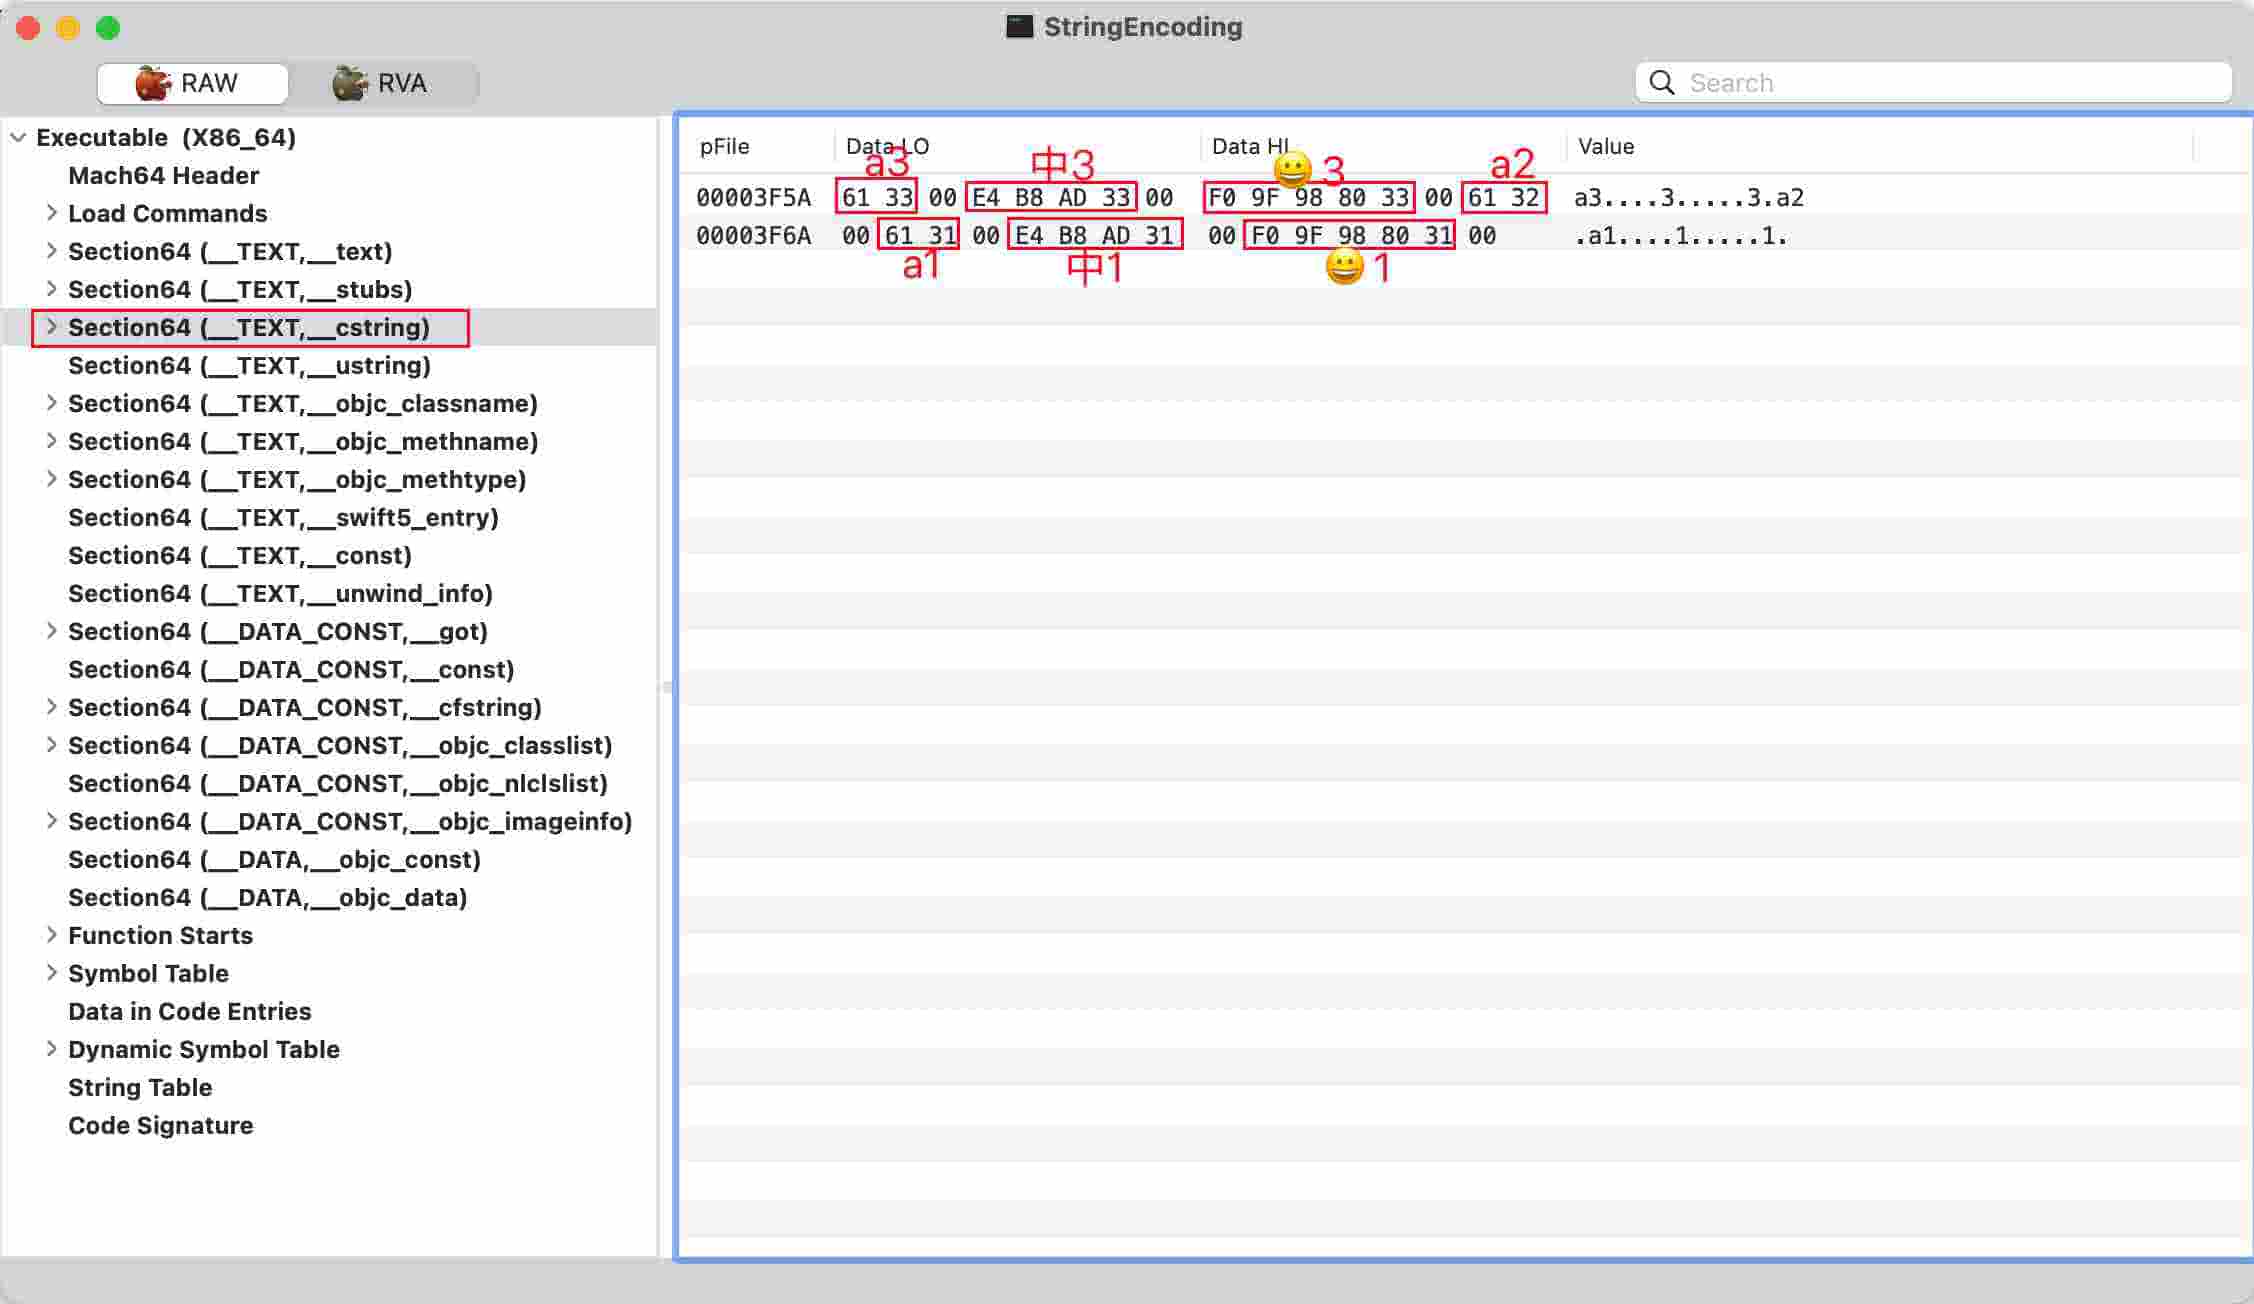 StringEncoding
RAW RVA Search
Executable (X86_64)
Mach64 Header
Load Commands
Section64 (__TEXT,__text)
Section64 (__TEXT,__stubs)
Section64 (__TEXT,__cstring)
Section64 (__TEXT,__ustring)
Section64 (__TEXT,__objc_classname)
Section64 (__TEXT,__objc_methname)
Section64 (__TEXT,__objc_methtype)
Section64 (__TEXT,__swift5_entry)
Section64 (__TEXT,__const)
Section64 (__TEXT,__unwind_info)
Section64 (__DATA_CONST,__got)
Section64 (__DATA_CONST,__const)
Section64 (__DATA_CONST,__cfstring)
Section64 (__DATA_CONST,__objc_classlist)
Section64 (__DATA_CONST,__objc_nlclslist)
Section64 (__DATA_CONST,__objc_imageinfo)
Section64 (__DATA,__objc_const)
Section64 (__DATA,__objc_data)
Function Starts
Symbol Table
Data in Code Entries
Dynamic Symbol Table
String Table
Code Signature
pFile Data LO Data HI Value
a3 中3 😀3 a2
00003F5A 61 33 00 E4 B8 AD 33 00 F0 9F 98 80 33 00 61 32 a3....3.....3.a2
00003F6A 00 61 31 00 E4 B8 AD 31 00 F0 9F 98 80 31 00 .a1....1.....1.
a1 中1 😀1